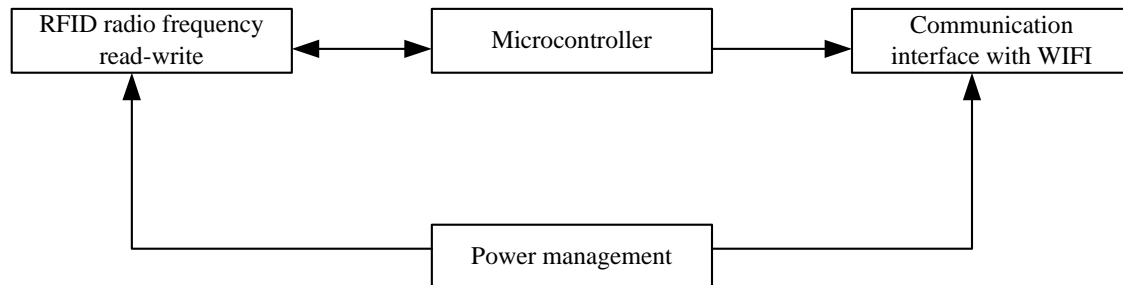 RFID radio frequency
read-write
Microcontroller
Communication
interface with WIFI
Power management